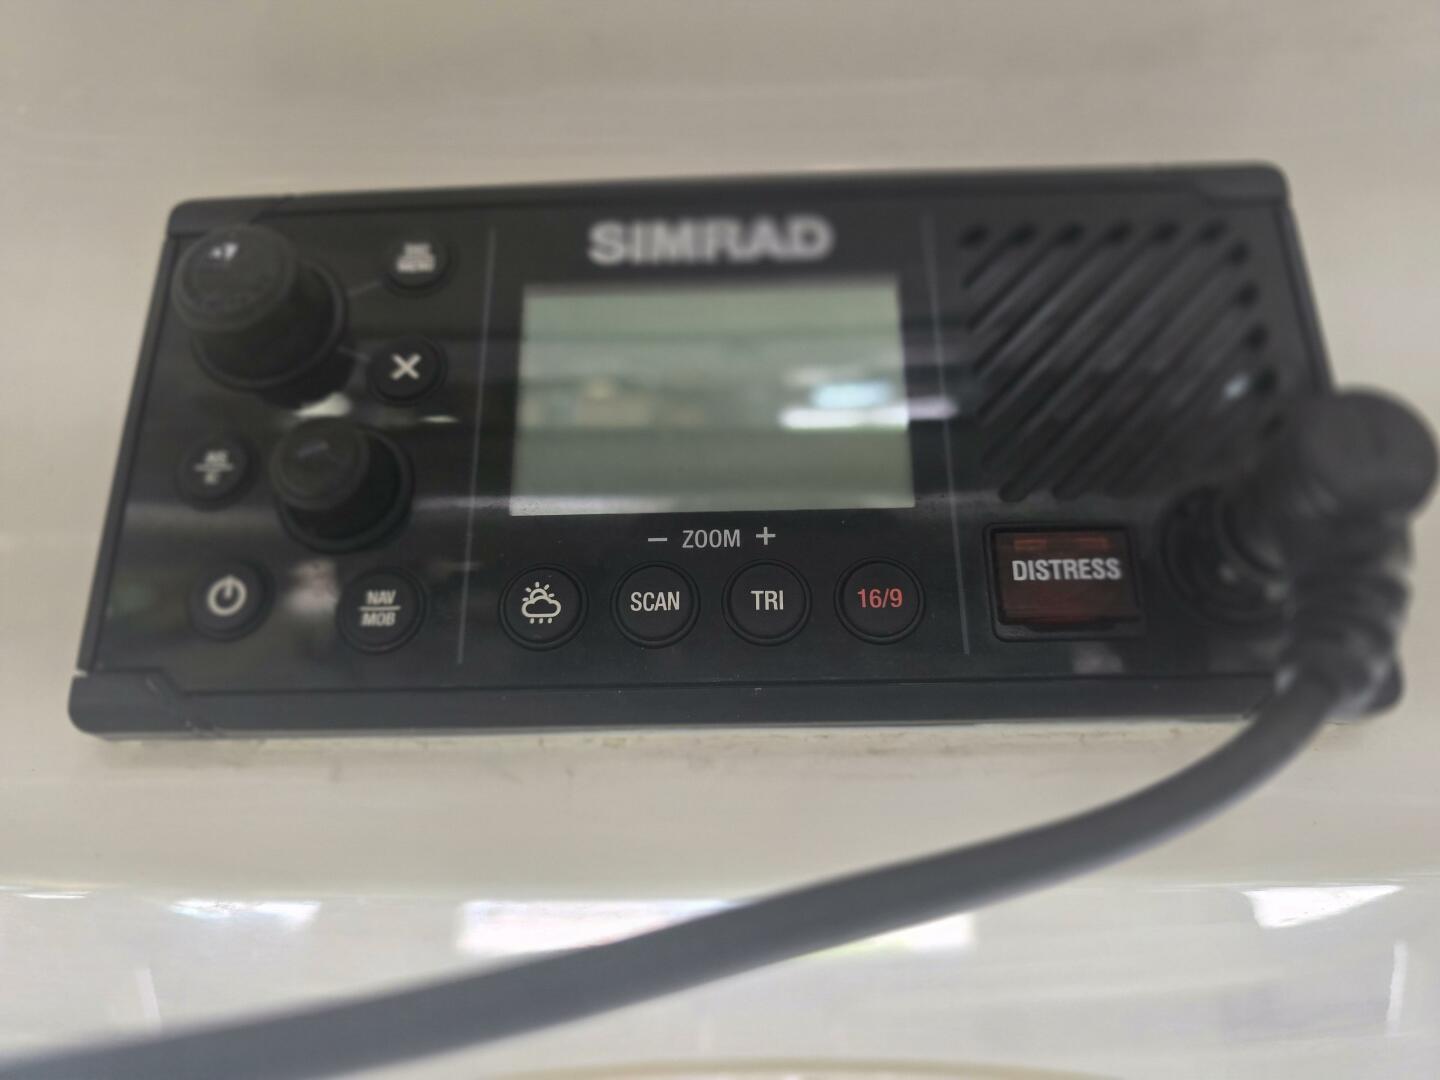 SIMRAD
- ZOOM +
NAV
MOB
SCAN
TRI
16/9
DISTRESS